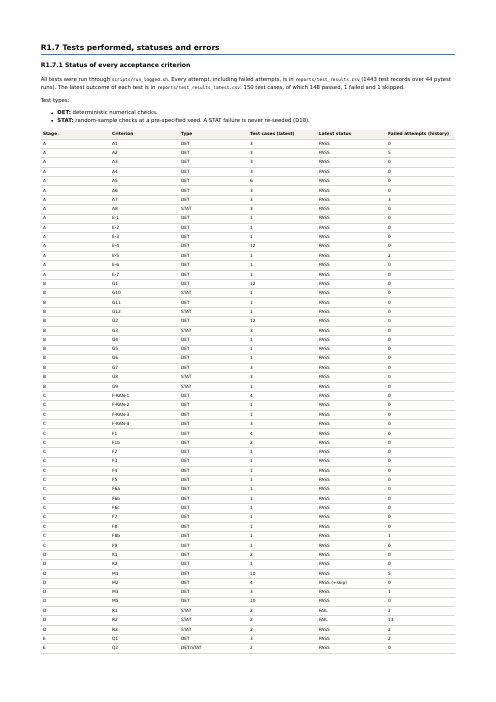 R1.7 Tests performed, statuses and errors
R1.7.1 Status of every acceptance criterion
All tests were run through scripts/run_logged.sh. Every attempt, including failed attempts, is in reports/test_results.csv (1443 test records over 44 pytest
runs). The latest outcome of each test is in reports/test_results_latest.csv: 150 test cases, of which 148 passed, 1 failed and 1 skipped.
Test types:
• DET: deterministic numerical checks.
• STAT: random-sample checks at a pre-specified seed. A STAT failure is never re-seeded (D18).
Stage Criterion Type Test cases (latest) Latest status Failed attempts (history)
A A1 DET 3 PASS 0
A A2 DET 3 PASS 5
A A3 DET 3 PASS 0
A A4 DET 3 PASS 0
A A5 DET 6 PASS 0
A A6 DET 3 PASS 0
A A7 DET 3 PASS 3
A A8 STAT 3 PASS 0
A E-1 DET 1 PASS 0
A E-2 DET 1 PASS 0
A E-3 DET 1 PASS 0
A E-4 DET 12 PASS 0
A E-5 DET 1 PASS 2
A E-6 DET 1 PASS 0
A E-7 DET 1 PASS 0
B G1 DET 12 PASS 0
B G10 STAT 1 PASS 0
B G11 DET 1 PASS 0
B G12 STAT 1 PASS 0
B G2 DET 12 PASS 0
B G3 STAT 3 PASS 0
B G4 DET 1 PASS 0
B G5 DET 1 PASS 0
B G6 DET 1 PASS 0
B G7 DET 3 PASS 0
B G8 STAT 3 PASS 0
B G9 STAT 1 PASS 0
C F-KAN-1 DET 4 PASS 0
C F-KAN-2 DET 1 PASS 0
C F-KAN-3 DET 1 PASS 0
C F-KAN-4 DET 3 PASS 0
C F1 DET 4 PASS 0
C F1b DET 2 PASS 0
C F2 DET 1 PASS 0
C F3 DET 1 PASS 0
C F4 DET 1 PASS 0
C F5 DET 1 PASS 0
C F6a DET 1 PASS 0
C F6b DET 1 PASS 0
C F6c DET 1 PASS 0
C F7 DET 1 PASS 0
C F8 DET 1 PASS 0
C F8b DET 1 PASS 1
C F9 DET 1 PASS 0
D K1 DET 2 PASS 0
D K2 DET 1 PASS 0
D M1 DET 10 PASS 5
D M2 DET 4 PASS (+skip) 0
D M3 DET 3 PASS 1
D M5 DET 10 PASS 0
D R1 STAT 2 FAIL 2
D R2 STAT 2 FAIL 13
D R3 STAT 2 PASS 2
E Q1 DET 3 PASS 2
E Q2 DET/STAT 2 PASS 0